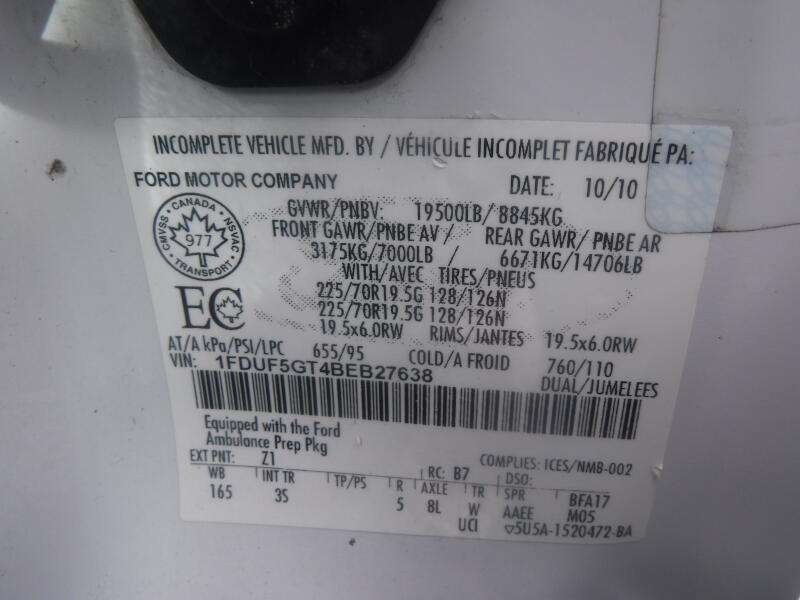 INCOMPLETE VEHICLE MFD. BY / VÉHICULE INCOMPLET FABRIQUÉ PA:
FORD MOTOR COMPANY DATE: 10/10
GVWR/PNBV: 19500LB/ 8845KG
CMVSS · CANADA · NSVAC
977
TRANSPORT
FRONT GAWR/PNBE AV / REAR GAWR/ PNBE AR
3175KG/7000LB / 6671KG/14706LB
WITH/AVEC TIRES/PNEUS
225/70R19.5G 128/126N
225/70R19.5G 128/126N
EC
19.5x6.0RW RIMS/JANTES 19.5x6.0RW
AT/A kPa/PSI/LPC 655/95 COLD/A FROID 760/110
VIN: 1FDUF5GT4BEB27638 DUAL/JUMELEES
Equipped with the Ford
Ambulance Prep Pkg
COMPLIES: ICES/NMB-002
EXT PNT: Z1 RC: B7 DSO:
WB INT TR TP/PS R AXLE TR SPR BFA17
165 3S 5 8L W AAEE M05
UCI ▽5U5A-1520472-BA